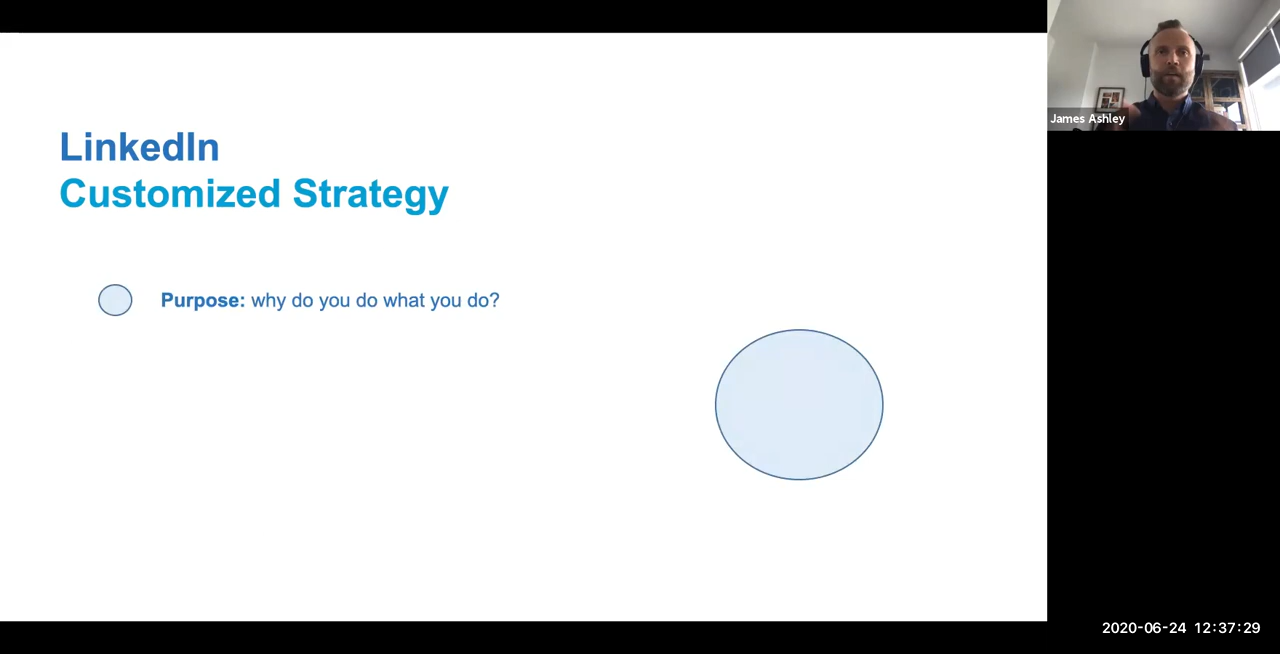 LinkedIn
Customized Strategy
Purpose: why do you do what you do?
James Ashley
2020-06-24 12:37:29